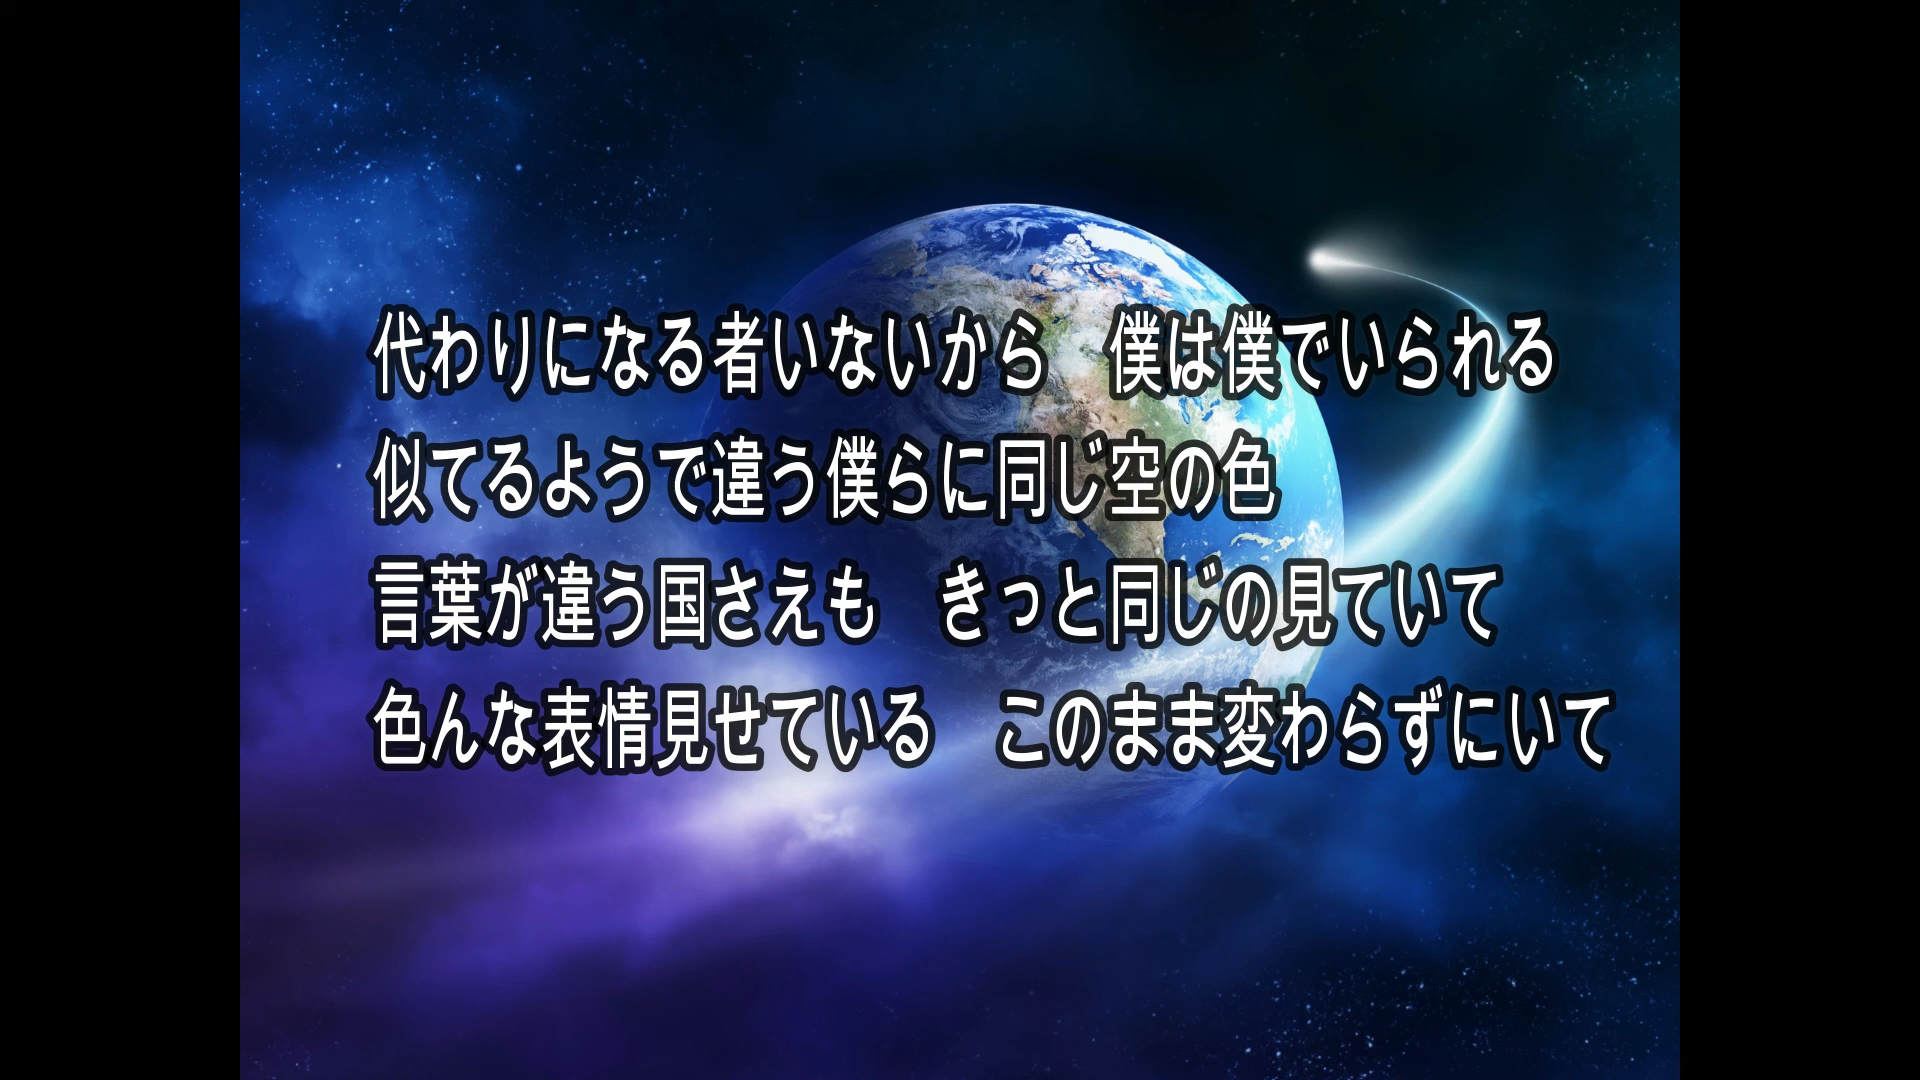 代わりになる者いないから　僕は僕でいられる
似てるようで違う僕らに同じ空の色
言葉が違う国さえも　きっと同じの見ていて
色んな表情見せている　このまま変わらずにいて